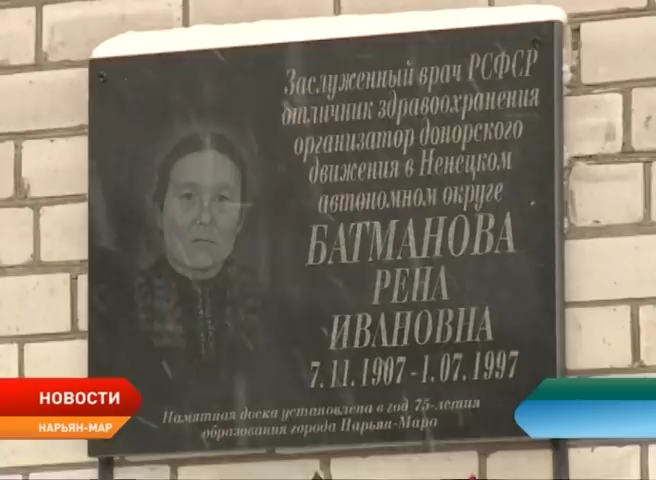 Заслуженный врач РСФСР
отличник здравоохранения
организатор донорского
движения в Ненецком
автономном округе
БАТМАНОВА
РЕНА
ИВАНОВНА
7.11.1907 - 1.07.1997
Памятная доска установлена в год 75-летия
образования города Нарьян-Мара
НОВОСТИ
НАРЬЯН-МАР